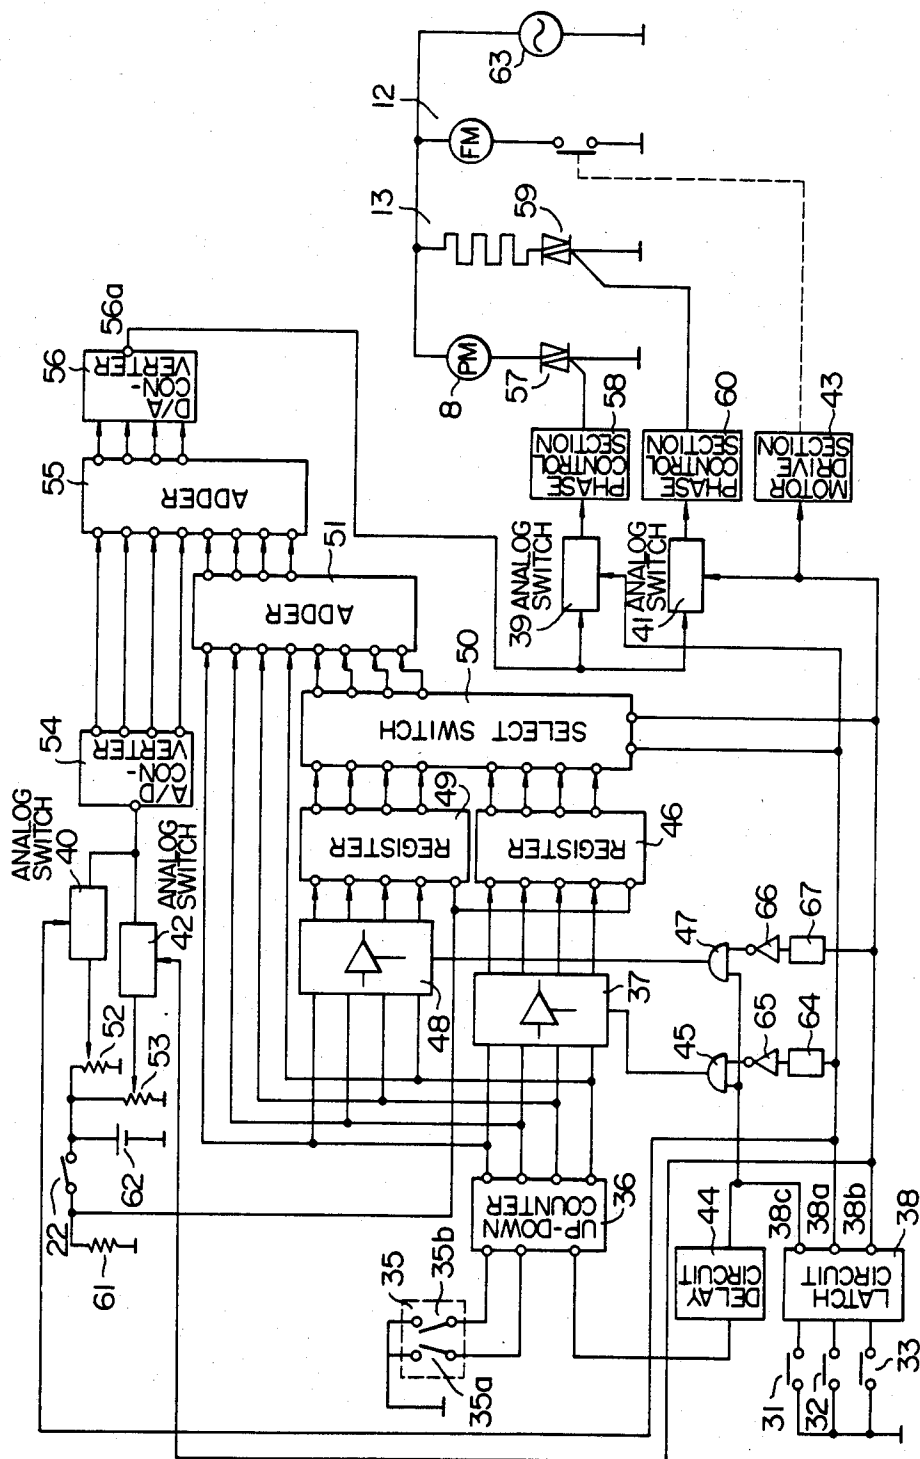 63
12
FM
13
59
56a
56
D/A
CON-
VERTER
PM
8
57
58
PHASE
CONTROL
SECTION
60
PHASE
CONTROL
SECTION
43
MOTOR
DRIVE
SECTION
55
ADDER
51
ADDER
ANALOG
SWITCH
39
ANALOG
SWITCH
41
50
SELECT SWITCH
54
A/D
CON-
VERTER
49
REGISTER
46
REGISTER
ANALOG
SWITCH
40
ANALOG
SWITCH
42
48
37
47
66
67
45
65
64
52
53
62
22
61
UP-DOWN
COUNTER
36
35
35b
35a
44
DELAY
CIRCUIT
38c
38a
38b
38
LATCH
CIRCUIT
31
32
33